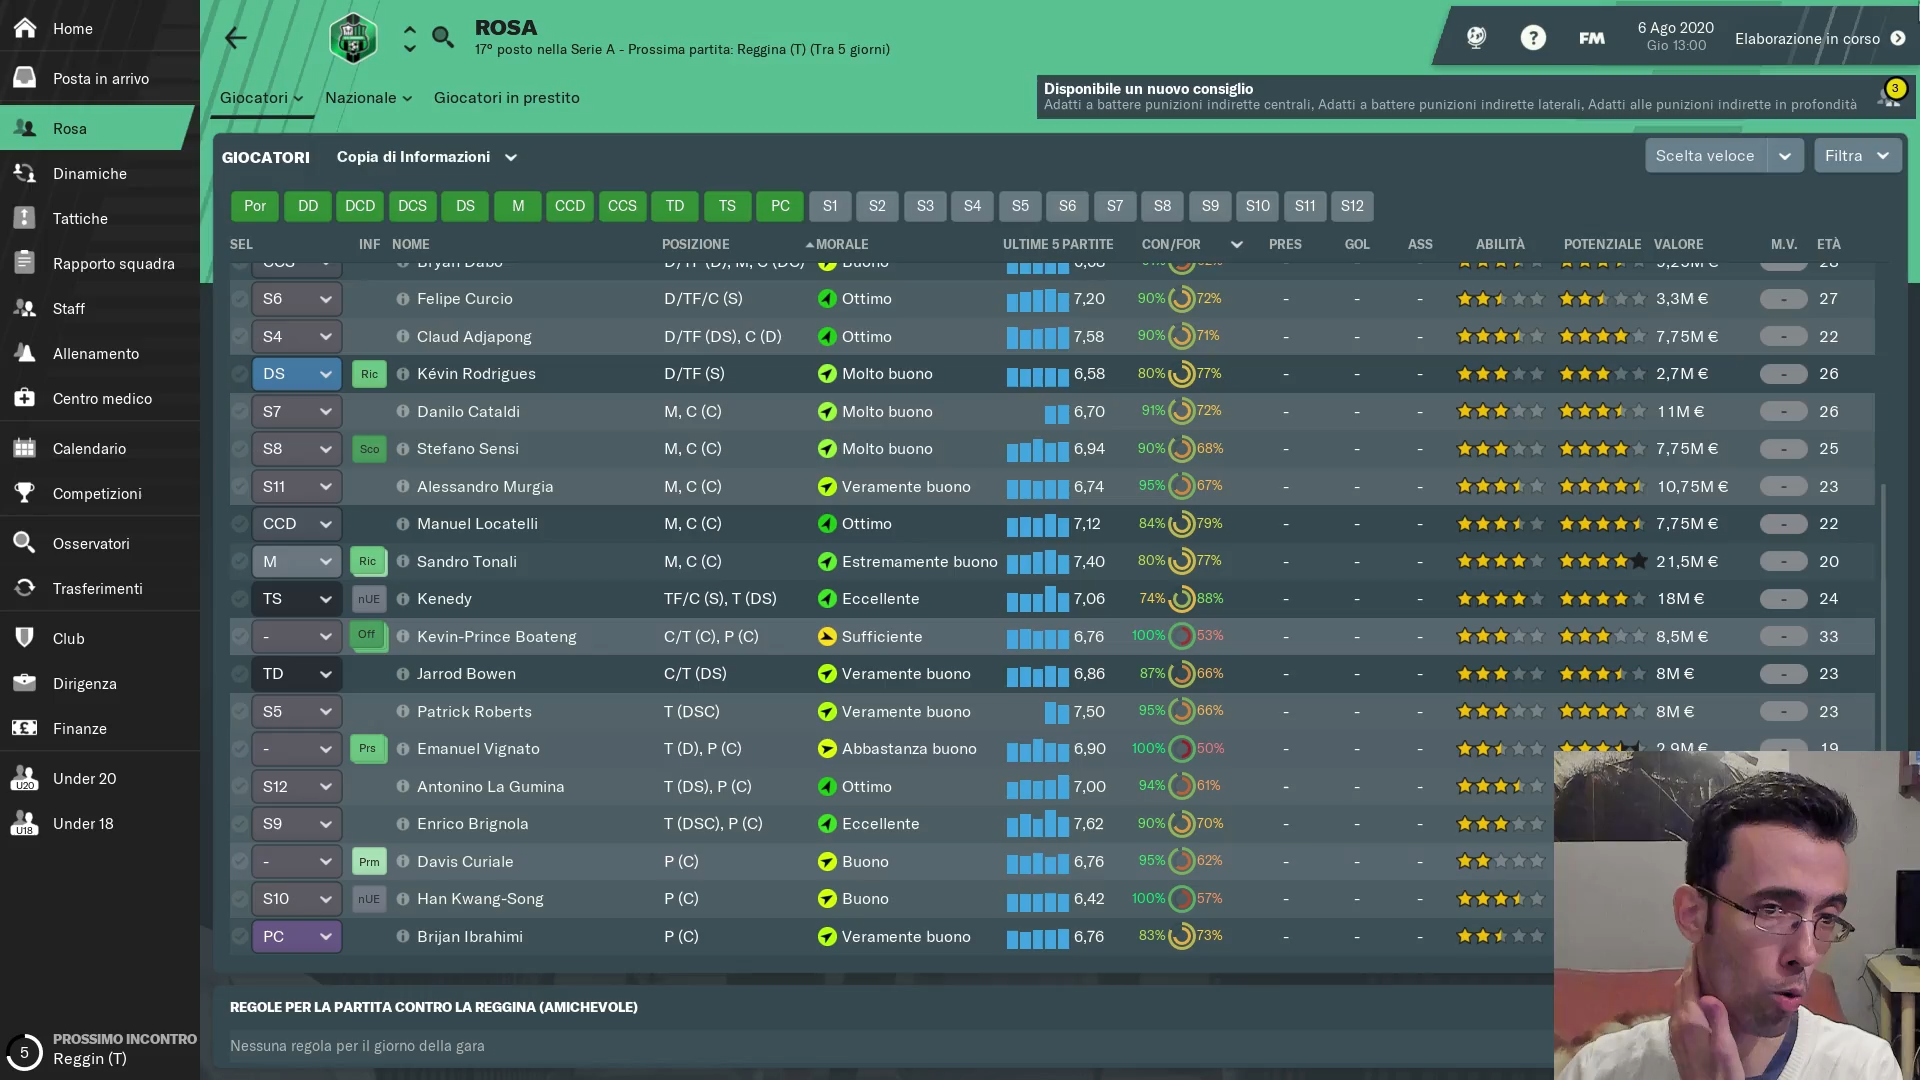 Home
Posta in arrivo
Rosa
Dinamiche
Tattiche
Rapporto squadra
Staff
Allenamento
Centro medico
Calendario
Competizioni
Osservatori
Trasferimenti
Club
Dirigenza
Finanze
U20 Under 20
U18 Under 18
5 PROSSIMO INCONTRO
Reggin (T)
ROSA
17° posto nella Serie A - Prossima partita: Reggina (T) (Tra 5 giorni)
? FM 6 Ago 2020 Elaborazione in corso
Gio 13:00
Giocatori Nazionale Giocatori in prestito
Disponibile un nuovo consiglio 3
Adatti a battere punizioni indirette centrali, Adatti a battere punizioni indirette laterali, Adatti alle punizioni indirette in profondità
GIOCATORI Copia di Informazioni Scelta veloce Filtra
Por DD DCD DCS DS M CCD CCS TD TS PC S1 S2 S3 S4 S5 S6 S7 S8 S9 S10 S11 S12
SEL INF NOME POSIZIONE MORALE ULTIME 5 PARTITE CON/FOR PRES GOL ASS ABILITÀ POTENZIALE VALORE M.V. ETÀ
S6 Felipe Curcio D/TF/C (S) Ottimo 7,20 90% 72% - - - 3,3M € - 27
S4 Claud Adjapong D/TF (DS), C (D) Ottimo 7,58 90% 71% - - - 7,75M € - 22
DS Ric Kévin Rodrigues D/TF (S) Molto buono 6,58 80% 77% - - - 2,7M € - 26
S7 Danilo Cataldi M, C (C) Molto buono 6,70 91% 72% - - - 11M € - 26
S8 Sco Stefano Sensi M, C (C) Molto buono 6,94 90% 68% - - - 7,75M € - 25
S11 Alessandro Murgia M, C (C) Veramente buono 6,74 95% 67% - - - 10,75M € - 23
CCD Manuel Locatelli M, C (C) Ottimo 7,12 84% 79% - - - 7,75M € - 22
M Ric Sandro Tonali M, C (C) Estremamente buono 7,40 80% 77% - - - 21,5M € - 20
TS nUE Kenedy TF/C (S), T (DS) Eccellente 7,06 74% 88% - - - 18M € - 24
- Off Kevin-Prince Boateng C/T (C), P (C) Sufficiente 6,76 100% 53% - - - 8,5M € - 33
TD Jarrod Bowen C/T (DS) Veramente buono 6,86 87% 66% - - - 8M € - 23
S5 Patrick Roberts T (DSC) Veramente buono 7,50 95% 66% - - - 8M € - 23
- Prs Emanuel Vignato T (D), P (C) Abbastanza buono 6,90 100% 50% - - - 2,9M € - 19
S12 Antonino La Gumina T (DS), P (C) Ottimo 7,00 94% 61% - - -
S9 Enrico Brignola T (DSC), P (C) Eccellente 7,62 90% 70% - - -
- Prm Davis Curiale P (C) Buono 6,76 95% 62% - - -
S10 nUE Han Kwang-Song P (C) Buono 6,42 100% 57% - - -
PC Brijan Ibrahimi P (C) Veramente buono 6,76 83% 73% - - -
REGOLE PER LA PARTITA CONTRO LA REGGINA (AMICHEVOLE)
Nessuna regola per il giorno della gara